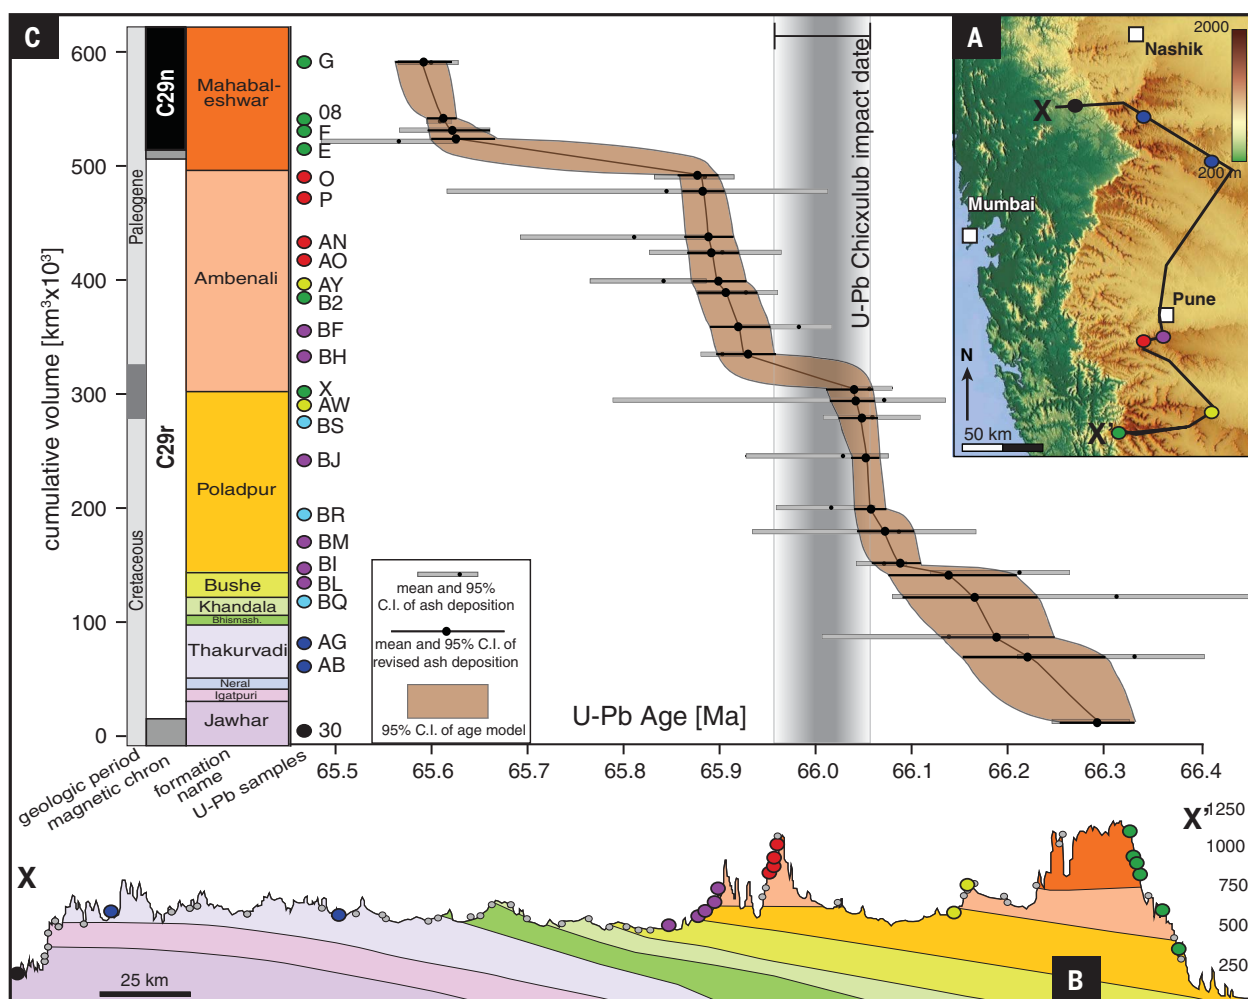 C
600
500
400
300
200
100
0
cumulative volume [km³x10³]
Paleogene
Cretaceous
C29n
C29r
Mahabal-
eshwar
Ambenali
Poladpur
Bushe
Khandala
Bhismash.
Thakurvadi
Neral
Igatpuri
Jawhar
G
08
F
E
O
P
AN
AO
AY
B2
BF
BH
X
AW
BS
BJ
BR
BM
BI
BL
BQ
AG
AB
30
geologic period
magnetic chron
formation
name
U-Pb samples
mean and 95%
C.I. of ash deposition
mean and 95% C.I. of
revised ash deposition
95% C.I. of age model
U-Pb Chicxulub impact date
U-Pb Age [Ma]
65.5
65.6
65.7
65.8
65.9
66.0
66.1
66.2
66.3
66.4
A
2000
200 m
Nashik
X
Mumbai
Pune
N
50 km
X'
X
X'
1250
1000
750
500
250
25 km
B